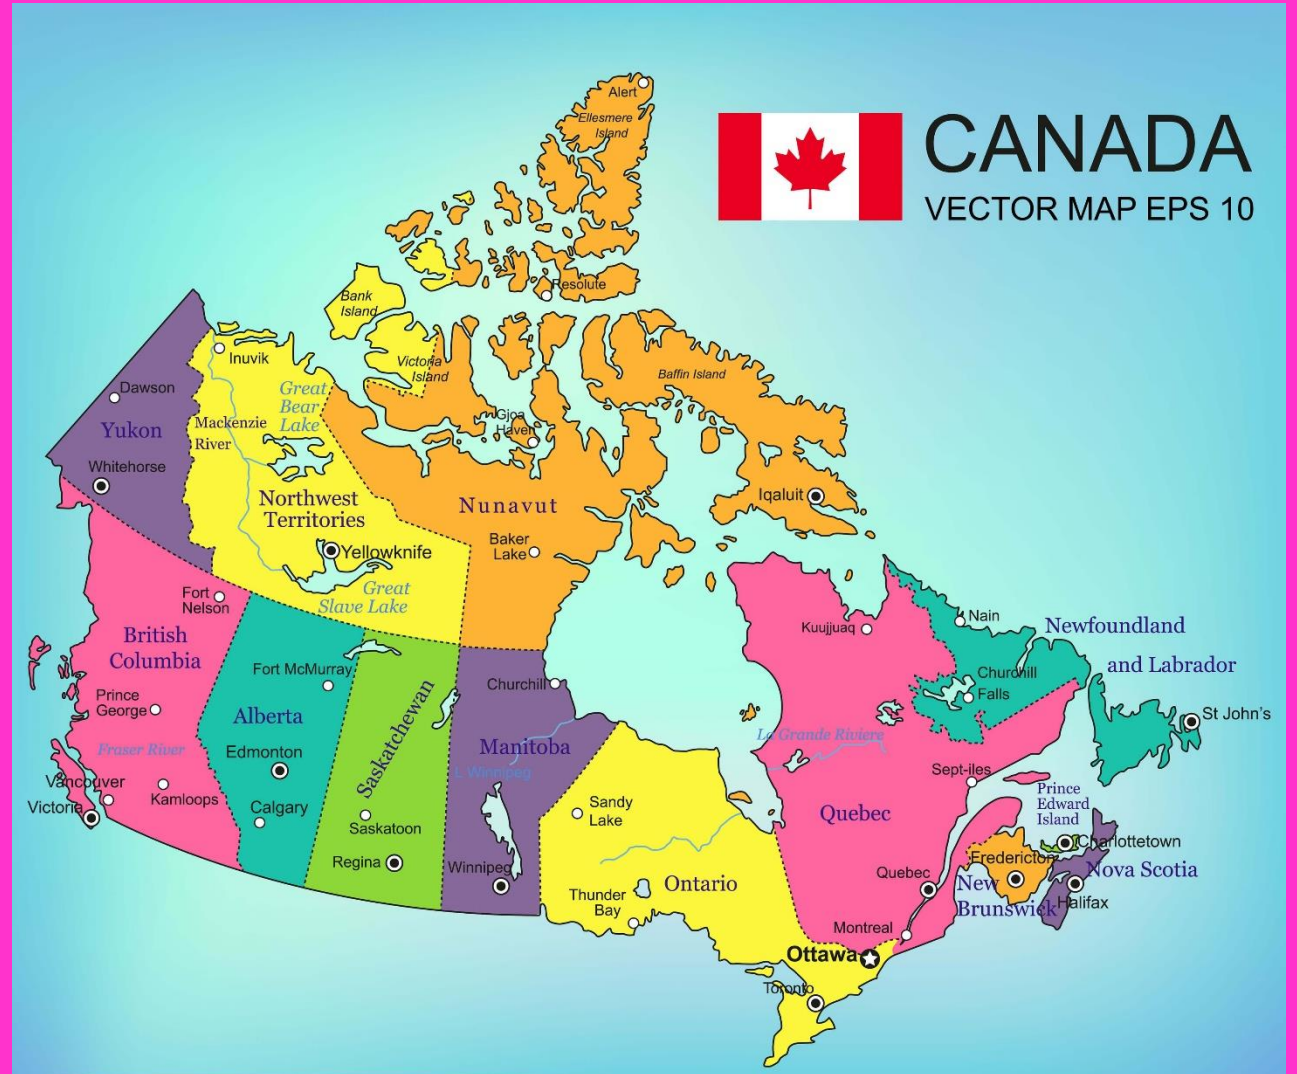 CANADA
VECTOR MAP EPS 10
Alert
Ellesmere
Island
Resolute
Bank
Island
Victoria
Island
Baffin Island
Inuvik
Great
Bear
Lake
Dawson
Mackenzie
River
Yukon
Gjoa
Haven
Whitehorse
Northwest
Territories
Nunavut
Iqaluit
Yellowknife
Baker
Lake
Great
Slave Lake
Fort
Nelson
British
Columbia
Fort McMurray
Kuujjuaq
Nain
Newfoundland
and Labrador
Churchill
Falls
Churchill
Prince
George
Alberta
Saskatchewan
St John's
Fraser River
Edmonton
Manitoba
La Grande Riviere
L Winnipeg
Sept-iles
Vancouver
Victoria
Kamloops
Calgary
Saskatoon
Sandy
Lake
Quebec
Prince
Edward
Island
Charlottetown
Regina
Winnipeg
Fredericton
Nova Scotia
Thunder
Bay
Ontario
Quebec
New
Brunswick
Halifax
Montreal
Ottawa
Toronto